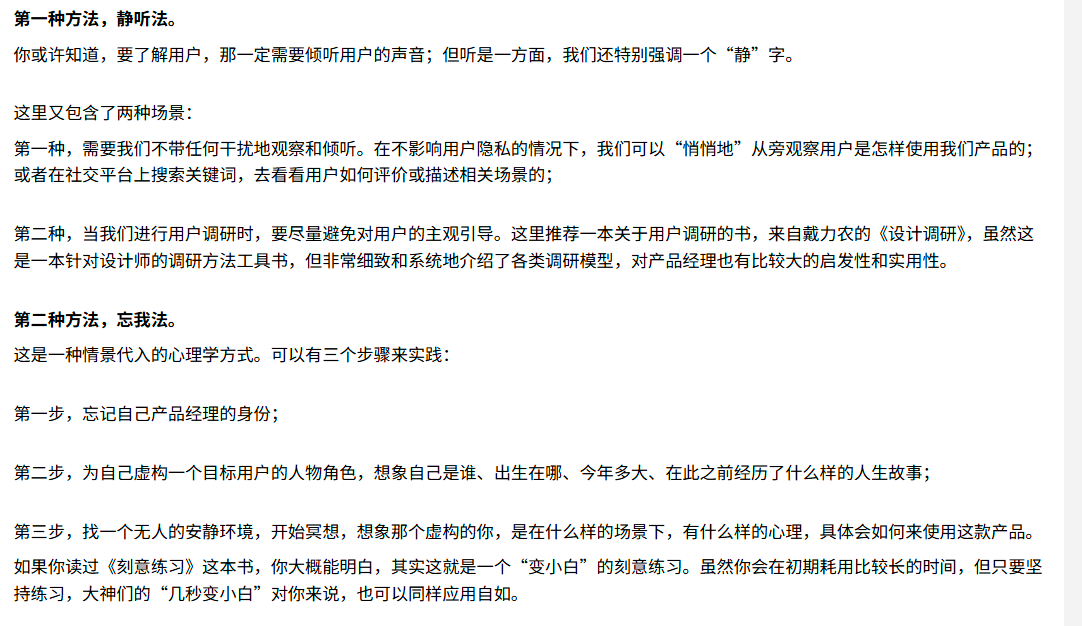 第一种方法，静听法。
你或许知道，要了解用户，那一定需要倾听用户的声音；但听是一方面，我们还特别强调一个“静”字。
这里又包含了两种场景：
第一种，需要我们不带任何干扰地观察和倾听。在不影响用户隐私的情况下，我们可以“悄悄地”从旁观察用户是怎样使用我们产品的；
或者在社交平台上搜索关键词，去看看用户如何评价或描述相关场景的；
第二种，当我们进行用户调研时，要尽量避免对用户的主观引导。这里推荐一本关于用户调研的书，来自戴力农的《设计调研》，虽然这
是一本针对设计师的调研方法工具书，但非常细致和系统地介绍了各类调研模型，对产品经理也有比较大的启发性和实用性。
第二种方法，忘我法。
这是一种情景代入的心理学方式。可以有三个步骤来实践：
第一步，忘记自己产品经理的身份；
第二步，为自己虚构一个目标用户的人物角色，想象自己是谁、出生在哪、今年多大、在此之前经历了什么样的人生故事；
第三步，找一个无人的安静环境，开始冥想，想象那个虚构的你，是在什么样的场景下，有什么样的心理，具体会如何来使用这款产品。
如果你读过《刻意练习》这本书，你大概能明白，其实这就是一个“变小白”的刻意练习。虽然你会在初期耗用比较长的时间，但只要坚
持练习，大神们的“几秒变小白”对你来说，也可以同样应用自如。